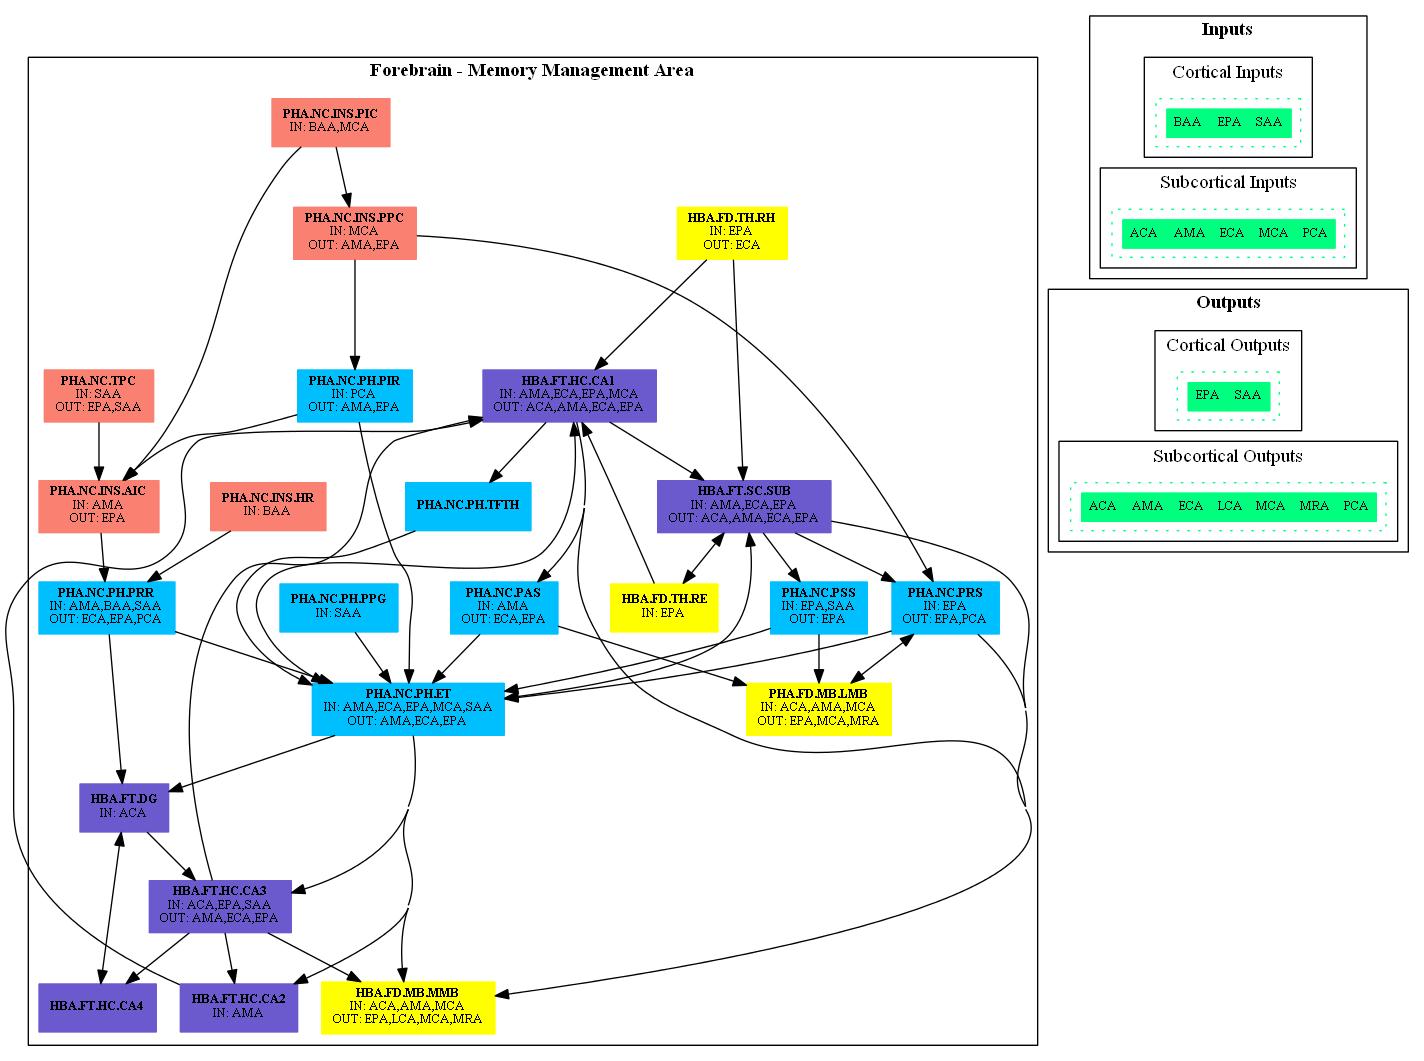 Inputs
Cortical Inputs
BAA EPA SAA
Subcortical Inputs
ACA AMA ECA MCA PCA
Outputs
Cortical Outputs
EPA SAA
Subcortical Outputs
ACA AMA ECA LCA MCA MRA PCA
Forebrain - Memory Management Area
PHA.NC.INS.PIC
IN: BAA,MCA
PHA.NC.INS.PPC
IN: MCA
OUT: AMA,EPA
HBA.FD.TH.RH
IN: EPA
OUT: ECA
PHA.NC.TPC
IN: SAA
OUT: EPA,SAA
PHA.NC.PH.PIR
IN: PCA
OUT: AMA,EPA
HBA.FT.HC.CA1
IN: AMA,ECA,EPA,MCA
OUT: ACA,AMA,ECA,EPA
PHA.NC.INS.AIC
IN: AMA
OUT: EPA
PHA.NC.INS.HR
IN: BAA
PHA.NC.PH.TFTH
HBA.FT.SC.SUB
IN: AMA,ECA,EPA
OUT: ACA,AMA,ECA,EPA
PHA.NC.PH.PRR
IN: AMA,BAA,SAA
OUT: ECA,EPA,PCA
PHA.NC.PH.PPG
IN: SAA
PHA.NC.PAS
IN: AMA
OUT: ECA,EPA
HBA.FD.TH.RE
IN: EPA
PHA.NC.PSS
IN: EPA,SAA
OUT: EPA
PHA.NC.PRS
IN: EPA
OUT: EPA,PCA
PHA.NC.PH.ET
IN: AMA,ECA,EPA,MCA,SAA
OUT: AMA,ECA,EPA
PHA.FD.MB.LMB
IN: ACA,AMA,MCA
OUT: EPA,MCA,MRA
HBA.FT.DG
IN: ACA
HBA.FT.HC.CA3
IN: ACA,EPA,SAA
OUT: AMA,ECA,EPA
HBA.FT.HC.CA4
HBA.FT.HC.CA2
IN: AMA
HBA.FD.MB.MMB
IN: ACA,AMA,MCA
OUT: EPA,LCA,MCA,MRA